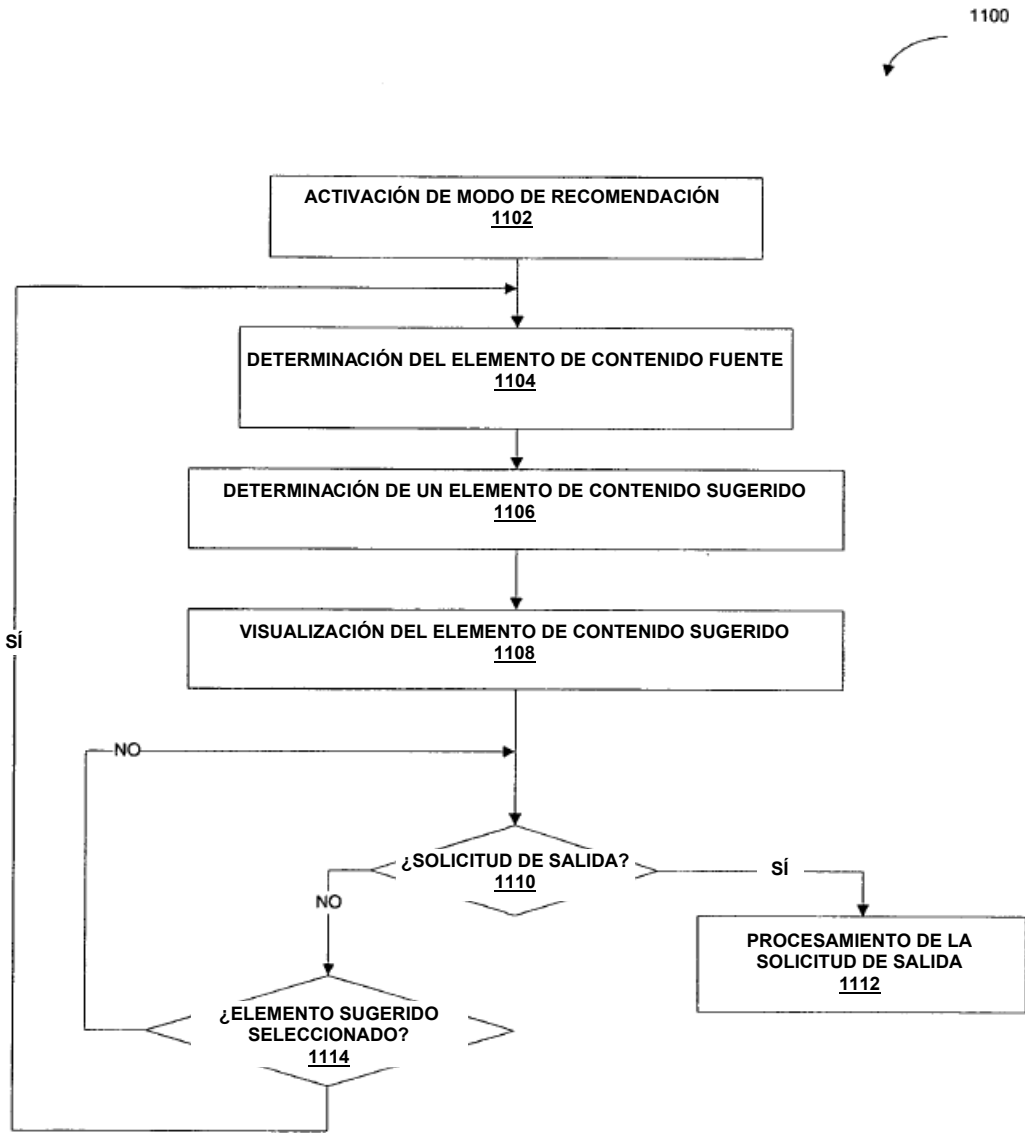 1100
ACTIVACIÓN DE MODO DE RECOMENDACIÓN
1102
DETERMINACIÓN DEL ELEMENTO DE CONTENIDO FUENTE
1104
DETERMINACIÓN DE UN ELEMENTO DE CONTENIDO SUGERIDO
1106
VISUALIZACIÓN DEL ELEMENTO DE CONTENIDO SUGERIDO
1108
SÍ
NO
¿SOLICITUD DE SALIDA?
1110
SÍ
NO
PROCESAMIENTO DE LA
SOLICITUD DE SALIDA
1112
¿ELEMENTO SUGERIDO
SELECCIONADO?
1114